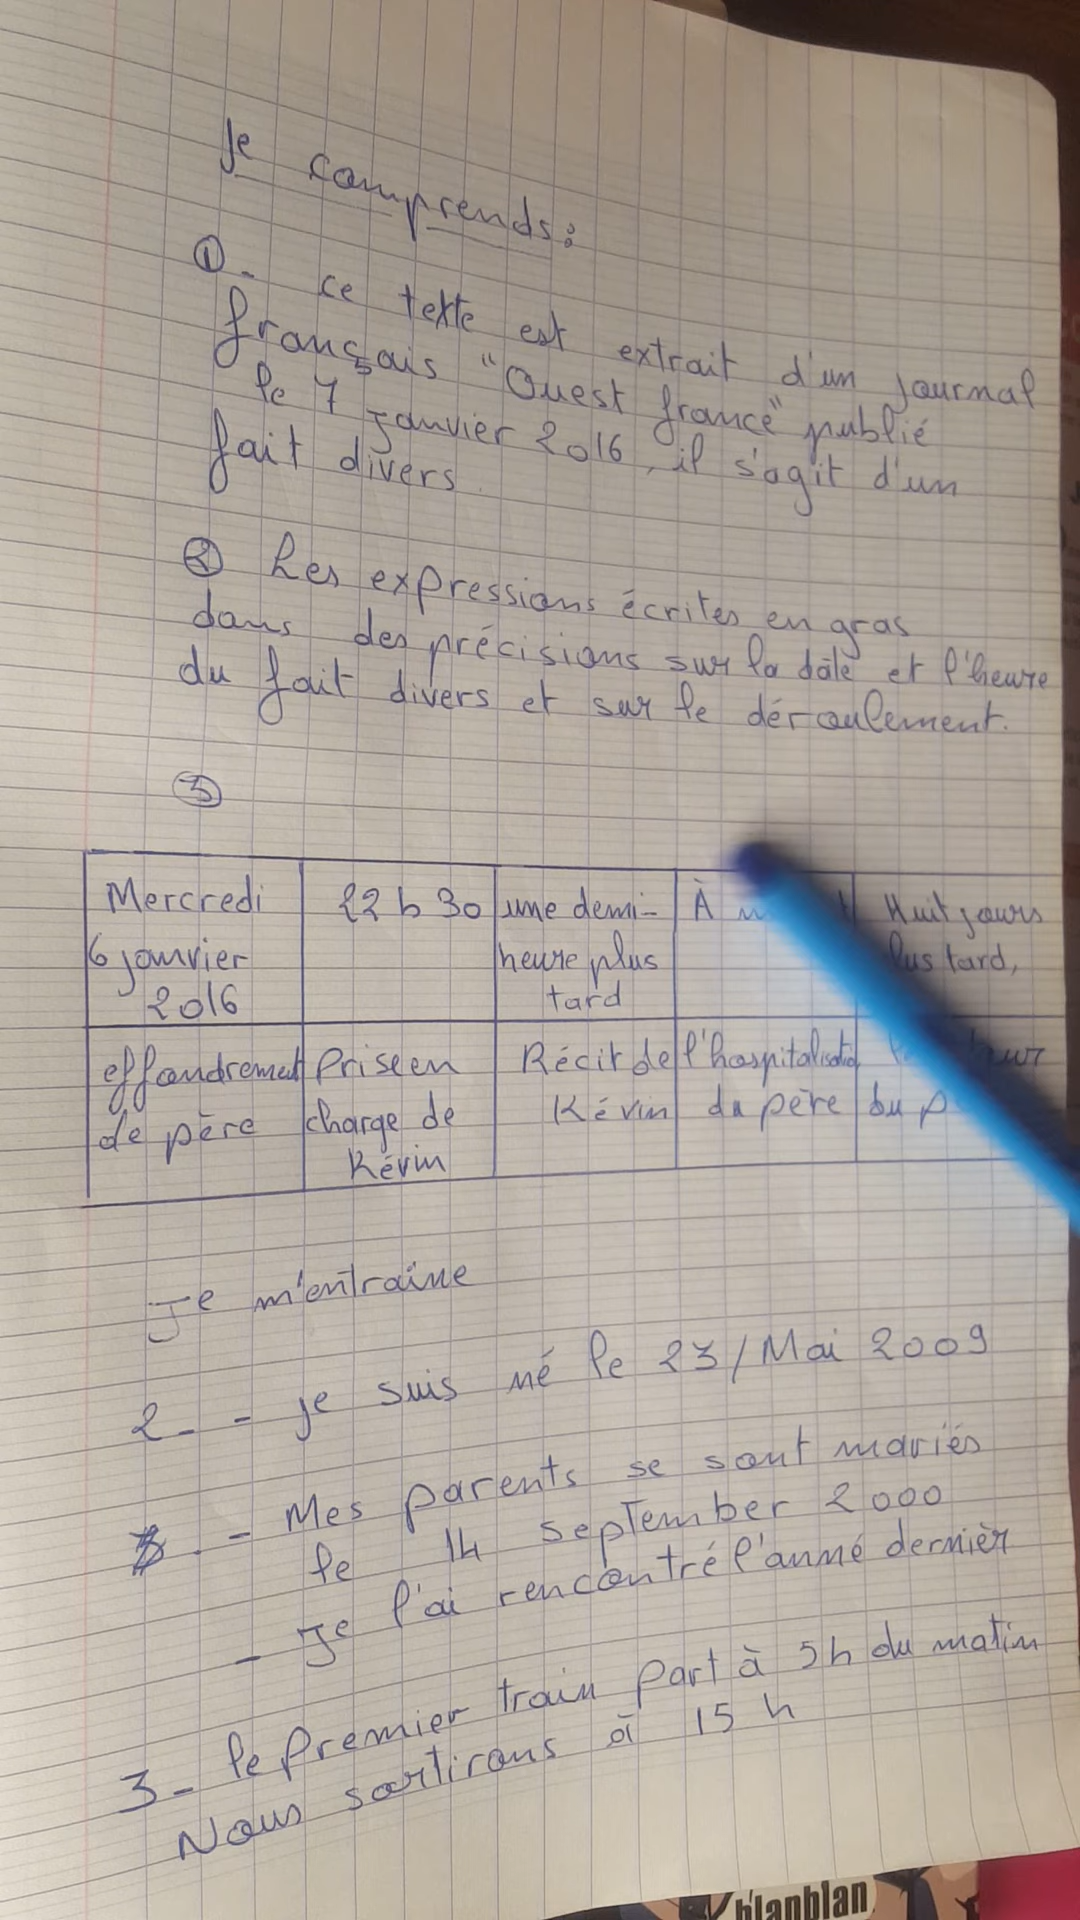 Je comprends:
①- ce texte est extrait d'un journal
français "Ouest france" publié
le 7 janvier 2016, il s'agit d'un
fait divers.
② Les expressions écrites en gras
dans des précisions sur la date et l'heure
du fait divers et sur le déroulement.
③
Mercredi
6 janvier
2016
22 h 30
une demi-
heure plus
tard
À
Huit jours
plus tard,
effondrement
de père
Prise en
charge de
Kévin
Récit de
Kévin
l'hospitalisation
du père
du
Je m'entraine
2- - je suis né le 23/Mai 2009
- Mes parents se sont mariés
le 14 september 2000
- Je l'ai rencontré l'anné dernièr
3- le Premier train part à 5h du matin
Nous sortirons à 15 h
blanblan